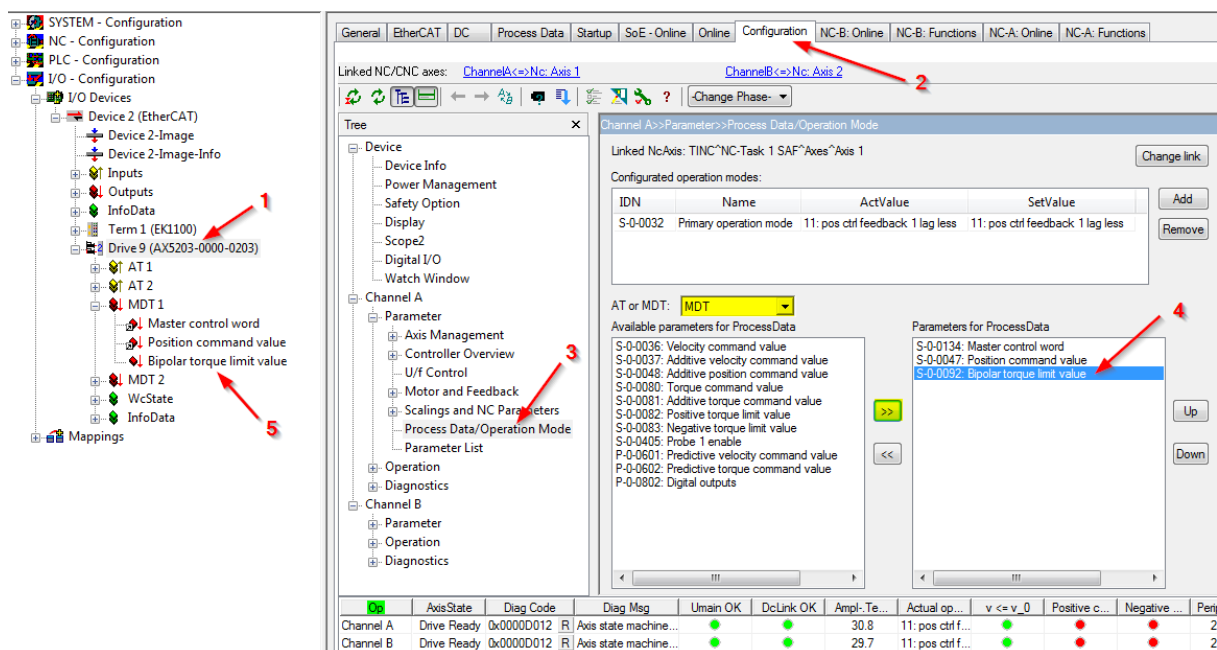 SYSTEM - Configuration
NC - Configuration
PLC - Configuration
I/O - Configuration
I/O Devices
Device 2 (EtherCAT)
Device 2-Image
Device 2-Image-Info
Inputs
Outputs
InfoData
Term 1 (EK1100)
Drive 9 (AX5203-0000-0203)
AT 1
AT 2
MDT 1
Master control word
Position command value
Bipolar torque limit value
MDT 2
WcState
InfoData
Mappings
1
5
General EtherCAT DC Process Data Startup SoE - Online Online Configuration NC-B: Online NC-B: Functions NC-A: Online NC-A: Functions
2
Linked NC/CNC axes: ChannelA<=>Nc: Axis 1 ChannelB<=>Nc: Axis 2
-Change Phase-
Tree
Device
Device Info
Power Management
Safety Option
Display
Scope2
Digital I/O
Watch Window
Channel A
Parameter
Axis Management
Controller Overview
U/f Control
Motor and Feedback
Scalings and NC Parameters
Process Data/Operation Mode
Parameter List
Operation
Diagnostics
Channel B
Parameter
Operation
Diagnostics
3
Channel A>>Parameter>>Process Data/Operation Mode
Linked NcAxis: TINC^NC-Task 1 SAF^Axes^Axis 1
Change link
Configurated operation modes:
IDN Name ActValue SetValue
S-0-0032 Primary operation mode 11: pos ctrl feedback 1 lag less 11: pos ctrl feedback 1 lag less
Add
Remove
AT or MDT: MDT
4
Available parameters for ProcessData
S-0-0036: Velocity command value
S-0-0037: Additive velocity command value
S-0-0048: Additive position command value
S-0-0080: Torque command value
S-0-0081: Additive torque command value
S-0-0082: Positive torque limit value
S-0-0083: Negative torque limit value
S-0-0405: Probe 1 enable
P-0-0601: Predictive velocity command value
P-0-0602: Predictive torque command value
P-0-0802: Digital outputs
>>
<<
Parameters for ProcessData
S-0-0134: Master control word
S-0-0047: Position command value
S-0-0092: Bipolar torque limit value
Up
Down
Op AxisState Diag Code Diag Msg Umain OK DcLink OK Ampl-.Te... Actual op... v <= v_0 Positive c... Negative ... Perip
Channel A Drive Ready 0x0000D012 R Axis state machine... 30.8 11: pos ctrl f... 2
Channel B Drive Ready 0x0000D012 R Axis state machine... 29.7 11: pos ctrl f... 2